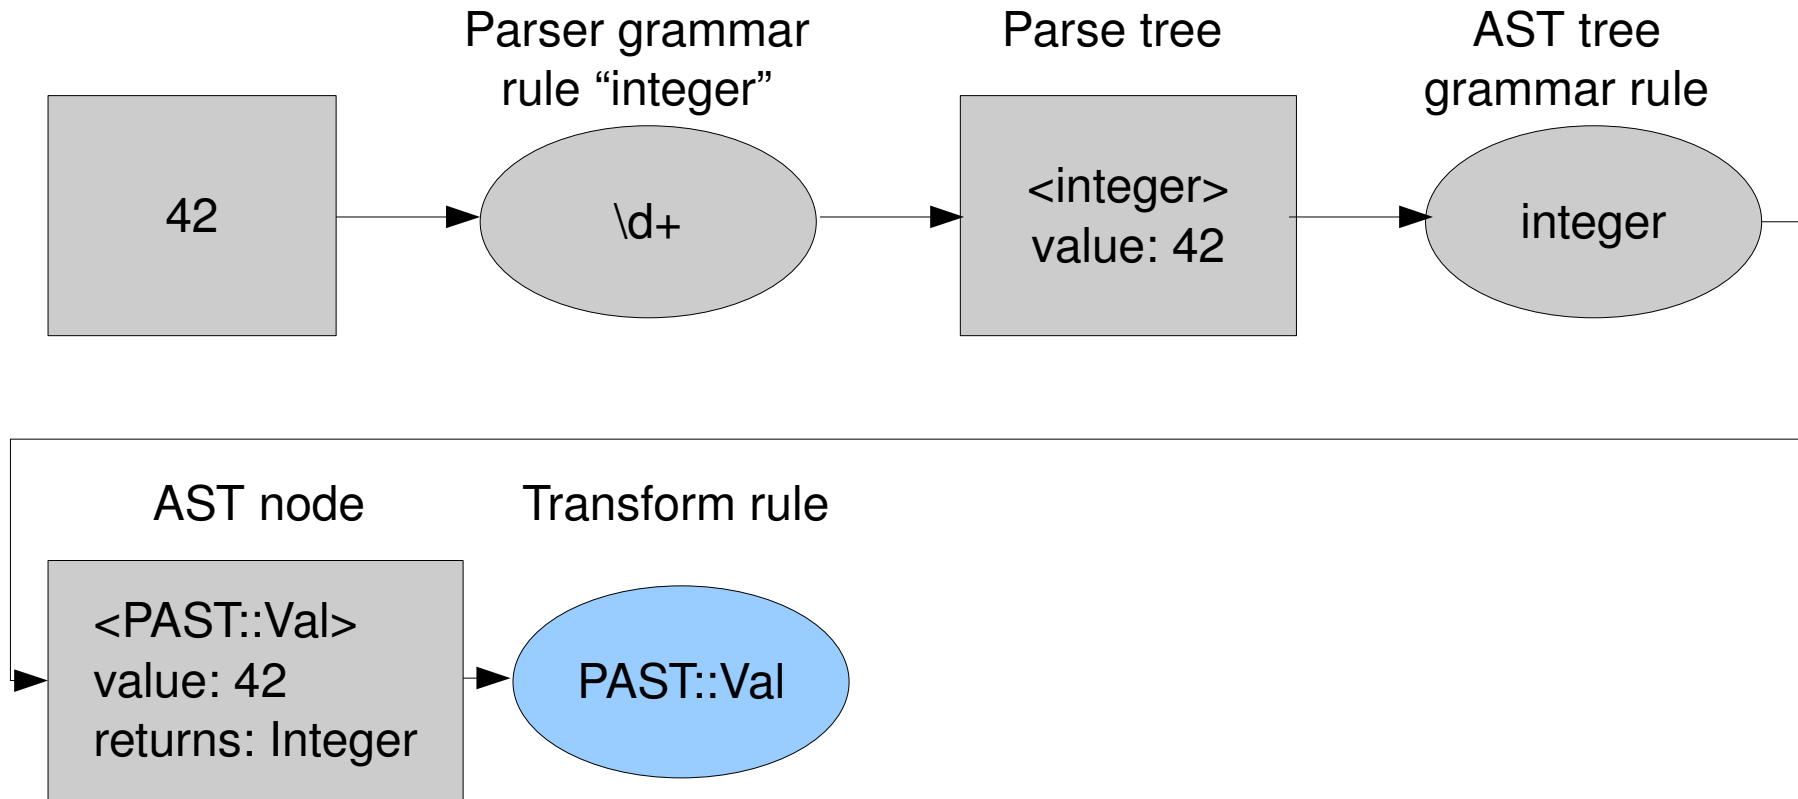 Parser grammar
rule “integer”
Parse tree
AST tree
grammar rule
42
\d+
<integer>
value: 42
integer
AST node
Transform rule
<PAST::Val>
value: 42
returns: Integer
PAST::Val